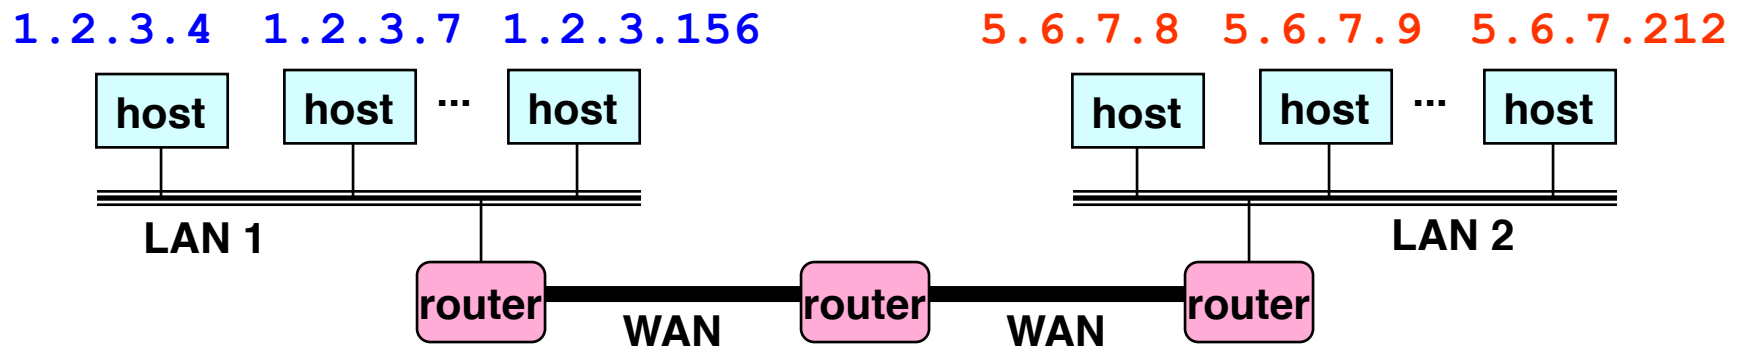 1.2.3.4 1.2.3.7 1.2.3.156 5.6.7.8 5.6.7.9 5.6.7.212
host host ... host host host ... host
LAN 1 LAN 2
router router router
WAN WAN